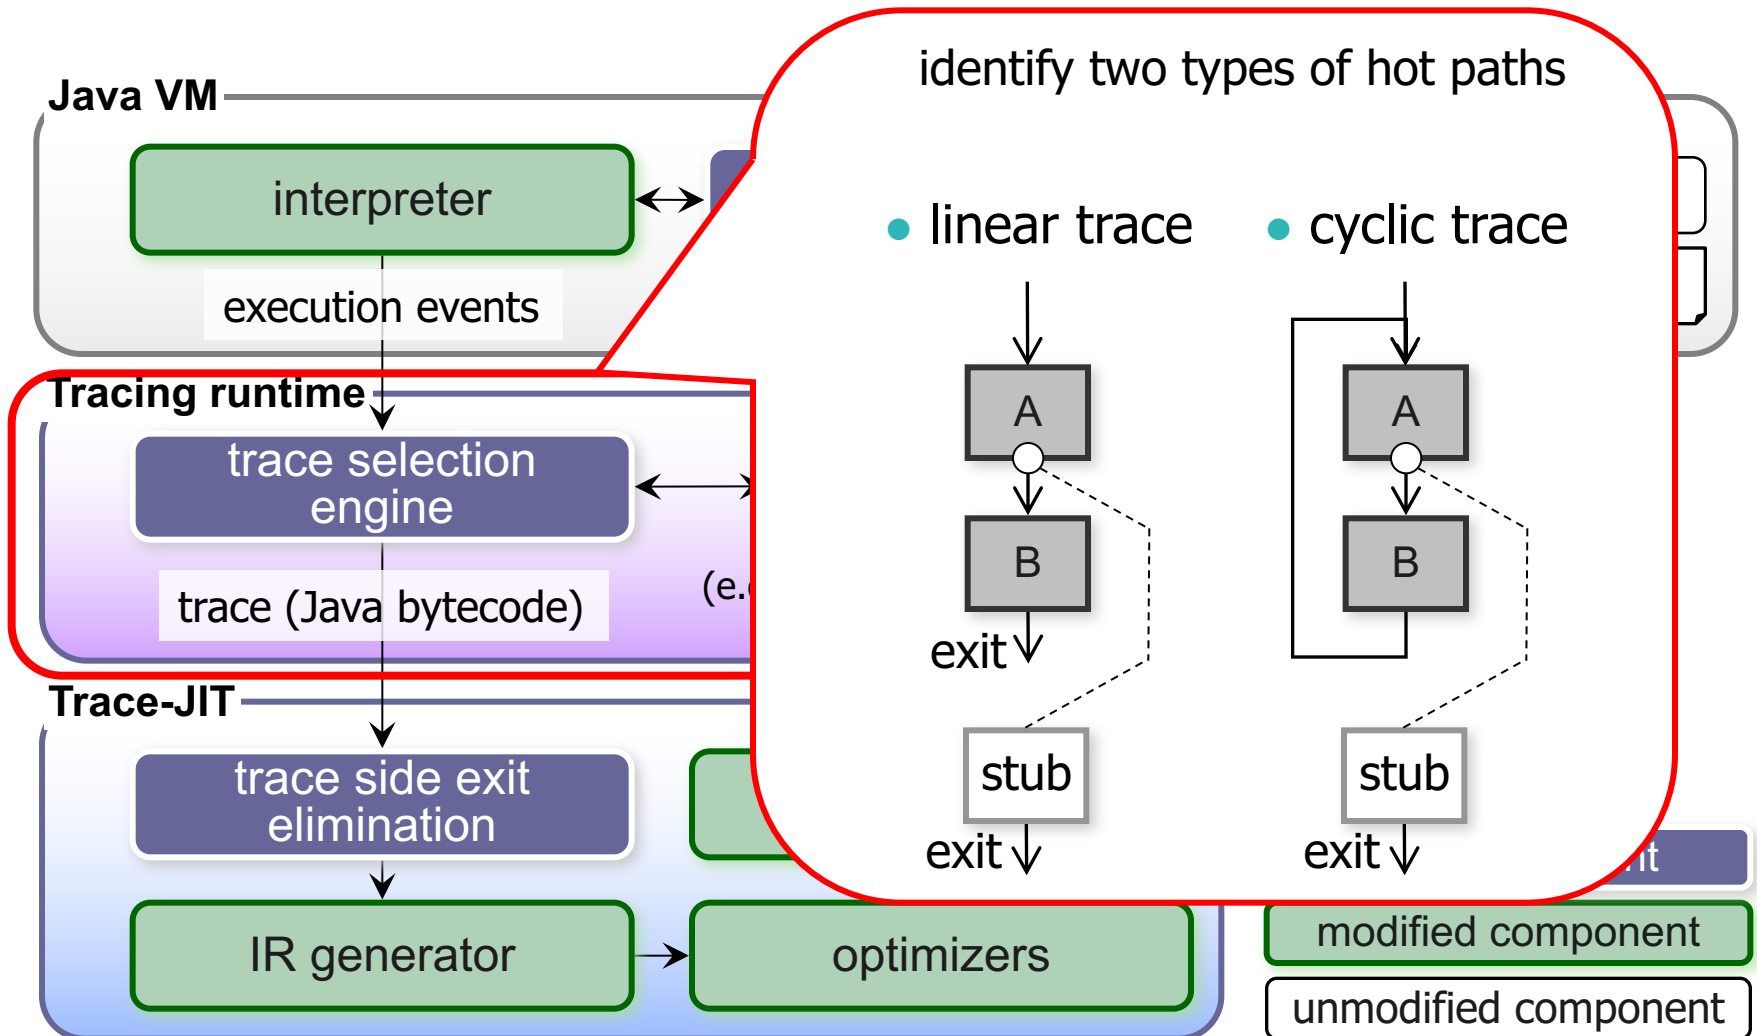 identify two types of hot paths
Java VM
interpreter
execution events
linear trace
cyclic trace
A
B
exit
stub
exit
A
B
stub
exit
Tracing runtime
trace selection
engine
(e.
trace (Java bytecode)
Trace-JIT
trace side exit
elimination
IR generator
optimizers
modified component
unmodified component